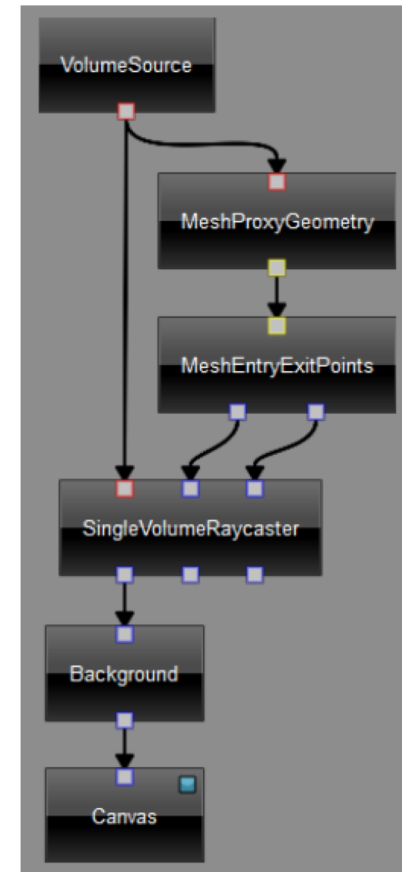 VolumeSource
MeshProxyGeometry
MeshEntryExitPoints
SingleVolumeRaycaster
Background
Canvas